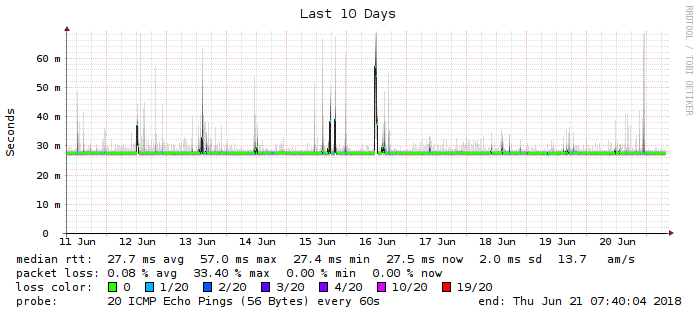 Last 10 Days
RRDTOOL / TOBI OETIKER
Seconds
60 m
50 m
40 m
30 m
20 m
10 m
0
11 Jun 12 Jun 13 Jun 14 Jun 15 Jun 16 Jun 17 Jun 18 Jun 19 Jun 20 Jun
median rtt: 27.7 ms avg 57.0 ms max 27.4 ms min 27.5 ms now 2.0 ms sd 13.7 am/s
packet loss: 0.08 % avg 33.40 % max 0.00 % min 0.00 % now
loss color: 0 1/20 2/20 3/20 4/20 10/20 19/20
probe: 20 ICMP Echo Pings (56 Bytes) every 60s end: Thu Jun 21 07:40:04 2018